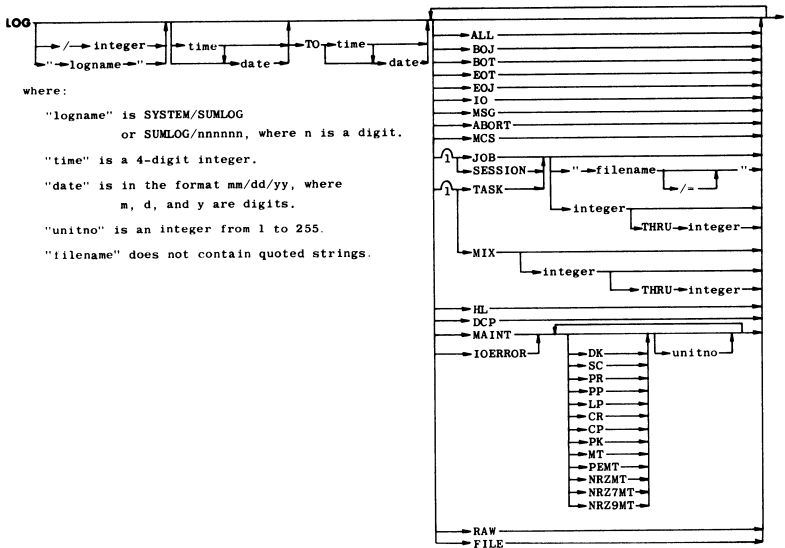 LOG
/ integer
" logname "
time
date
TO time
date
where:
"logname" is SYSTEM/SUMLOG
or SUMLOG/nnnnnn, where n is a digit.
"time" is a 4-digit integer.
"date" is in the format mm/dd/yy, where
m, d, and y are digits.
"unitno" is an integer from 1 to 255.
"filename" does not contain quoted strings.
ALL
BOJ
BOT
EOT
EOJ
IO
MSG
ABORT
MCS
1 JOB
SESSION
" filename "
/=
1 TASK
integer
THRU integer
MIX
integer
THRU integer
HL
DCP
MAINT
IOERROR
DK
unitno
SC
PR
PP
LP
CR
CP
PK
MT
PEMT
NRZMT
NRZ7MT
NRZ9MT
RAW
FILE